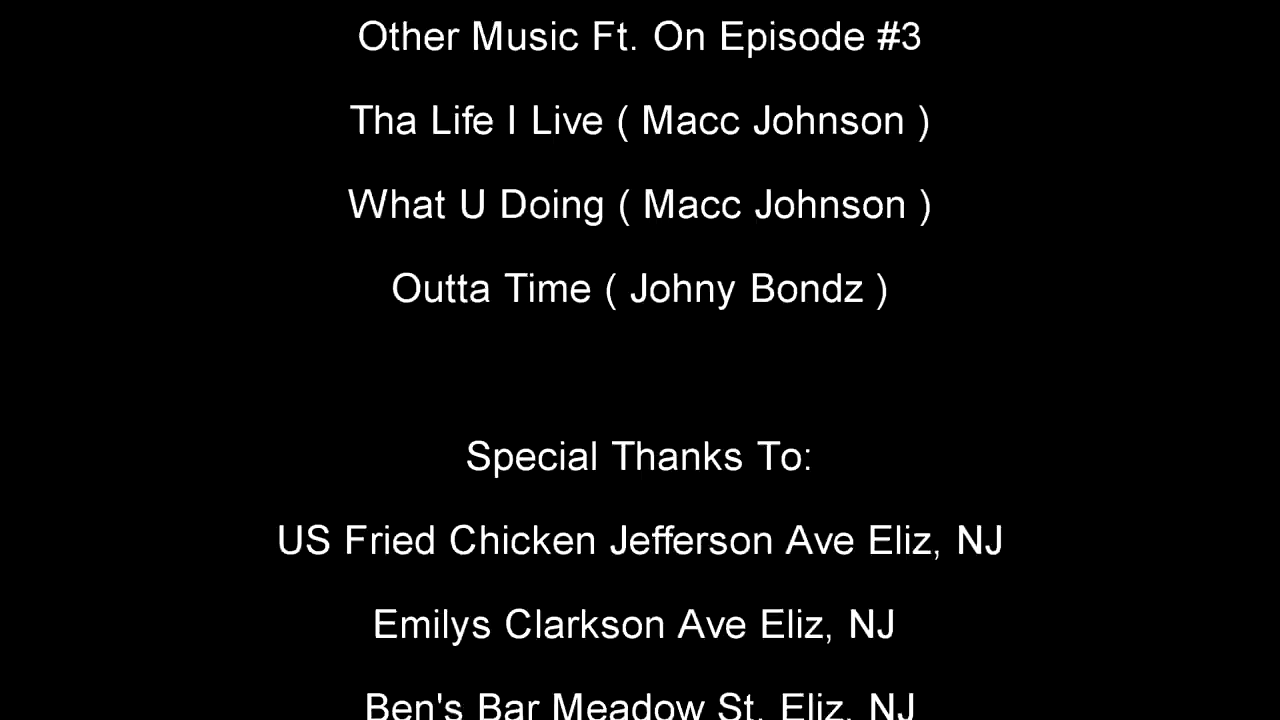 Other Music Ft. On Episode #3
Tha Life I Live ( Macc Johnson )
What U Doing ( Macc Johnson )
Outta Time ( Johny Bondz )
Special Thanks To:
US Fried Chicken Jefferson Ave Eliz, NJ
Emilys Clarkson Ave Eliz, NJ
Ben's Bar Meadow St. Eliz, NJ